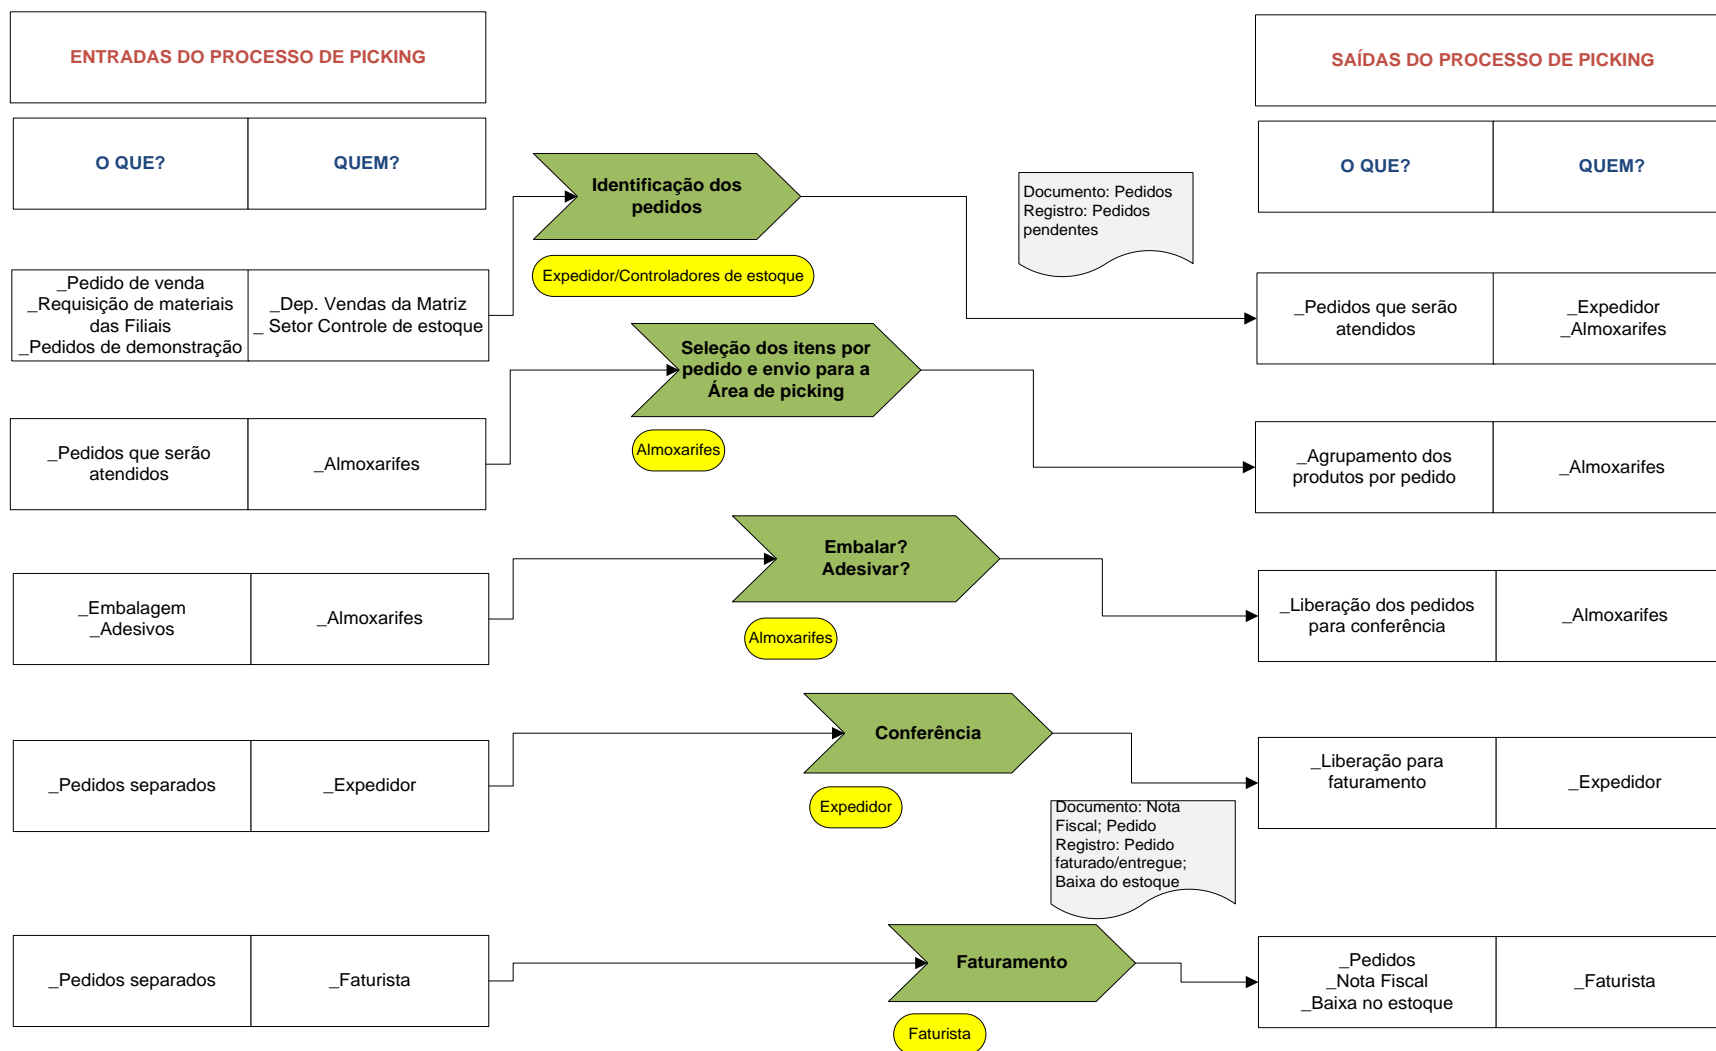 ENTRADAS DO PROCESSO DE PICKING
SAÍDAS DO PROCESSO DE PICKING
O QUE?
QUEM?
O QUE?
QUEM?
Identificação dos
pedidos
Expedidor/Controladores de estoque
Documento: Pedidos
Registro: Pedidos
pendentes
_Pedido de venda
_Requisição de materiais
das Filiais
_Pedidos de demonstração
_Dep. Vendas da Matriz
_ Setor Controle de estoque
_Pedidos que serão
atendidos
_Expedidor
_Almoxarifes
Seleção dos itens por
pedido e envio para a
Área de picking
Almoxarifes
_Pedidos que serão
atendidos
_Almoxarifes
_Agrupamento dos
produtos por pedido
_Almoxarifes
Embalar?
Adesivar?
Almoxarifes
_Embalagem
_Adesivos
_Almoxarifes
_Liberação dos pedidos
para conferência
_Almoxarifes
Conferência
Expedidor
_Pedidos separados
_Expedidor
_Liberação para
faturamento
_Expedidor
Documento: Nota
Fiscal; Pedido
Registro: Pedido
faturado/entregue;
Baixa do estoque
Faturamento
Faturista
_Pedidos separados
_Faturista
_Pedidos
_Nota Fiscal
_Baixa no estoque
_Faturista